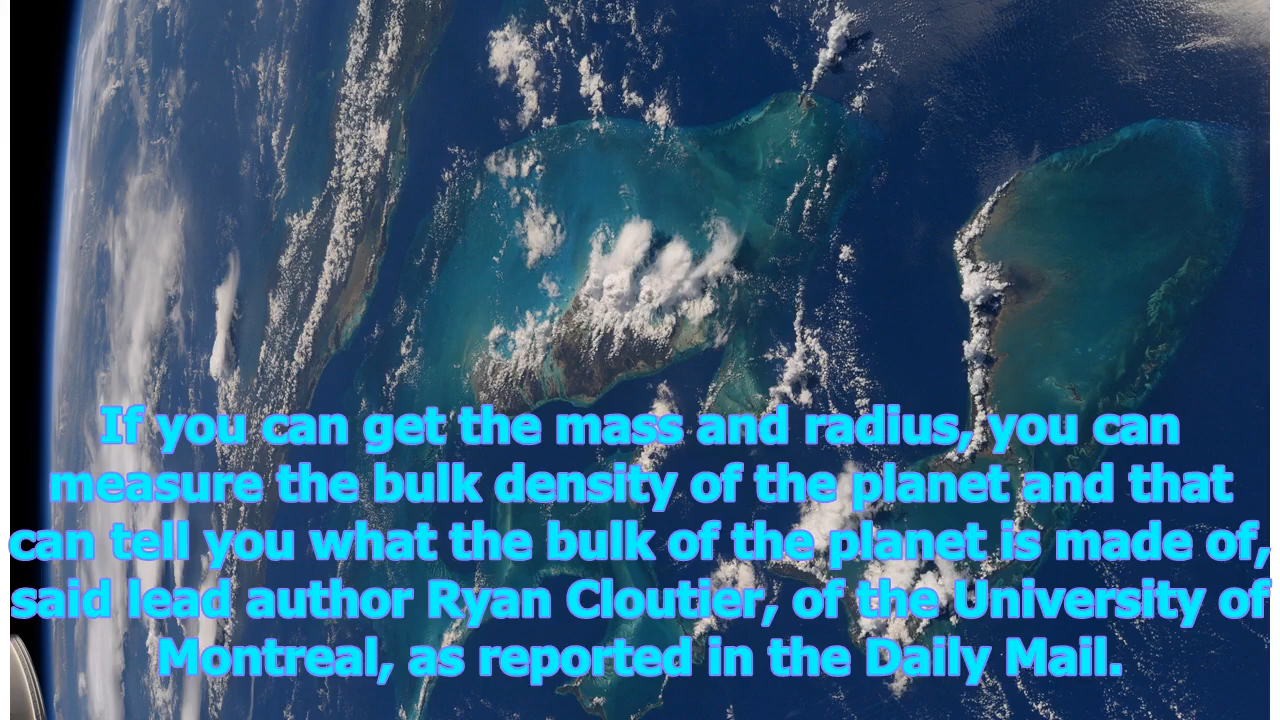 If you can get the mass and radius, you can
measure the bulk density of the planet and that
can tell you what the bulk of the planet is made of,
said lead author Ryan Cloutier, of the University of
Montreal, as reported in the Daily Mail.